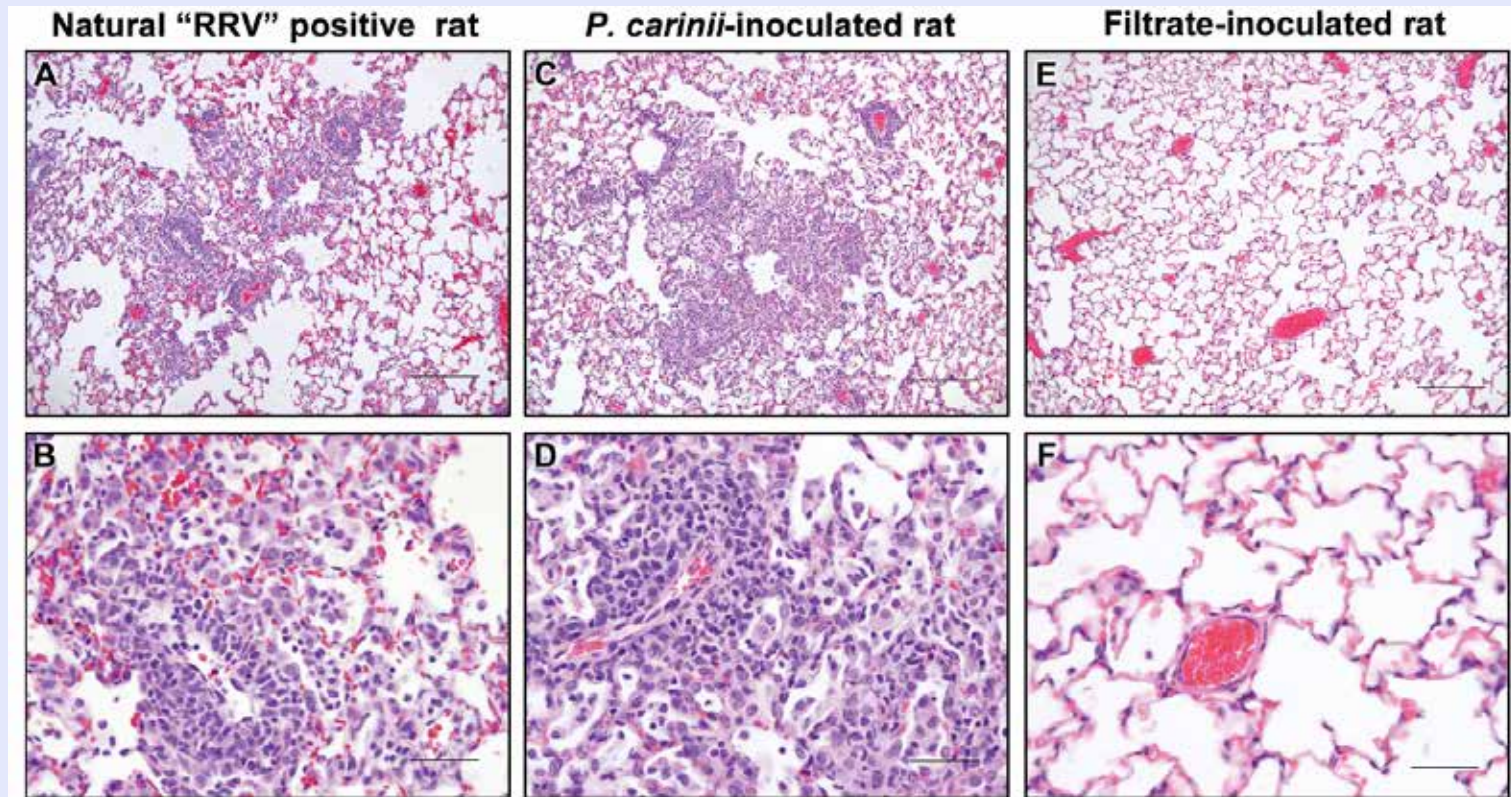 Natural “RRV” positive rat
P. carinii-inoculated rat
Filtrate-inoculated rat
A
C
E
B
D
F